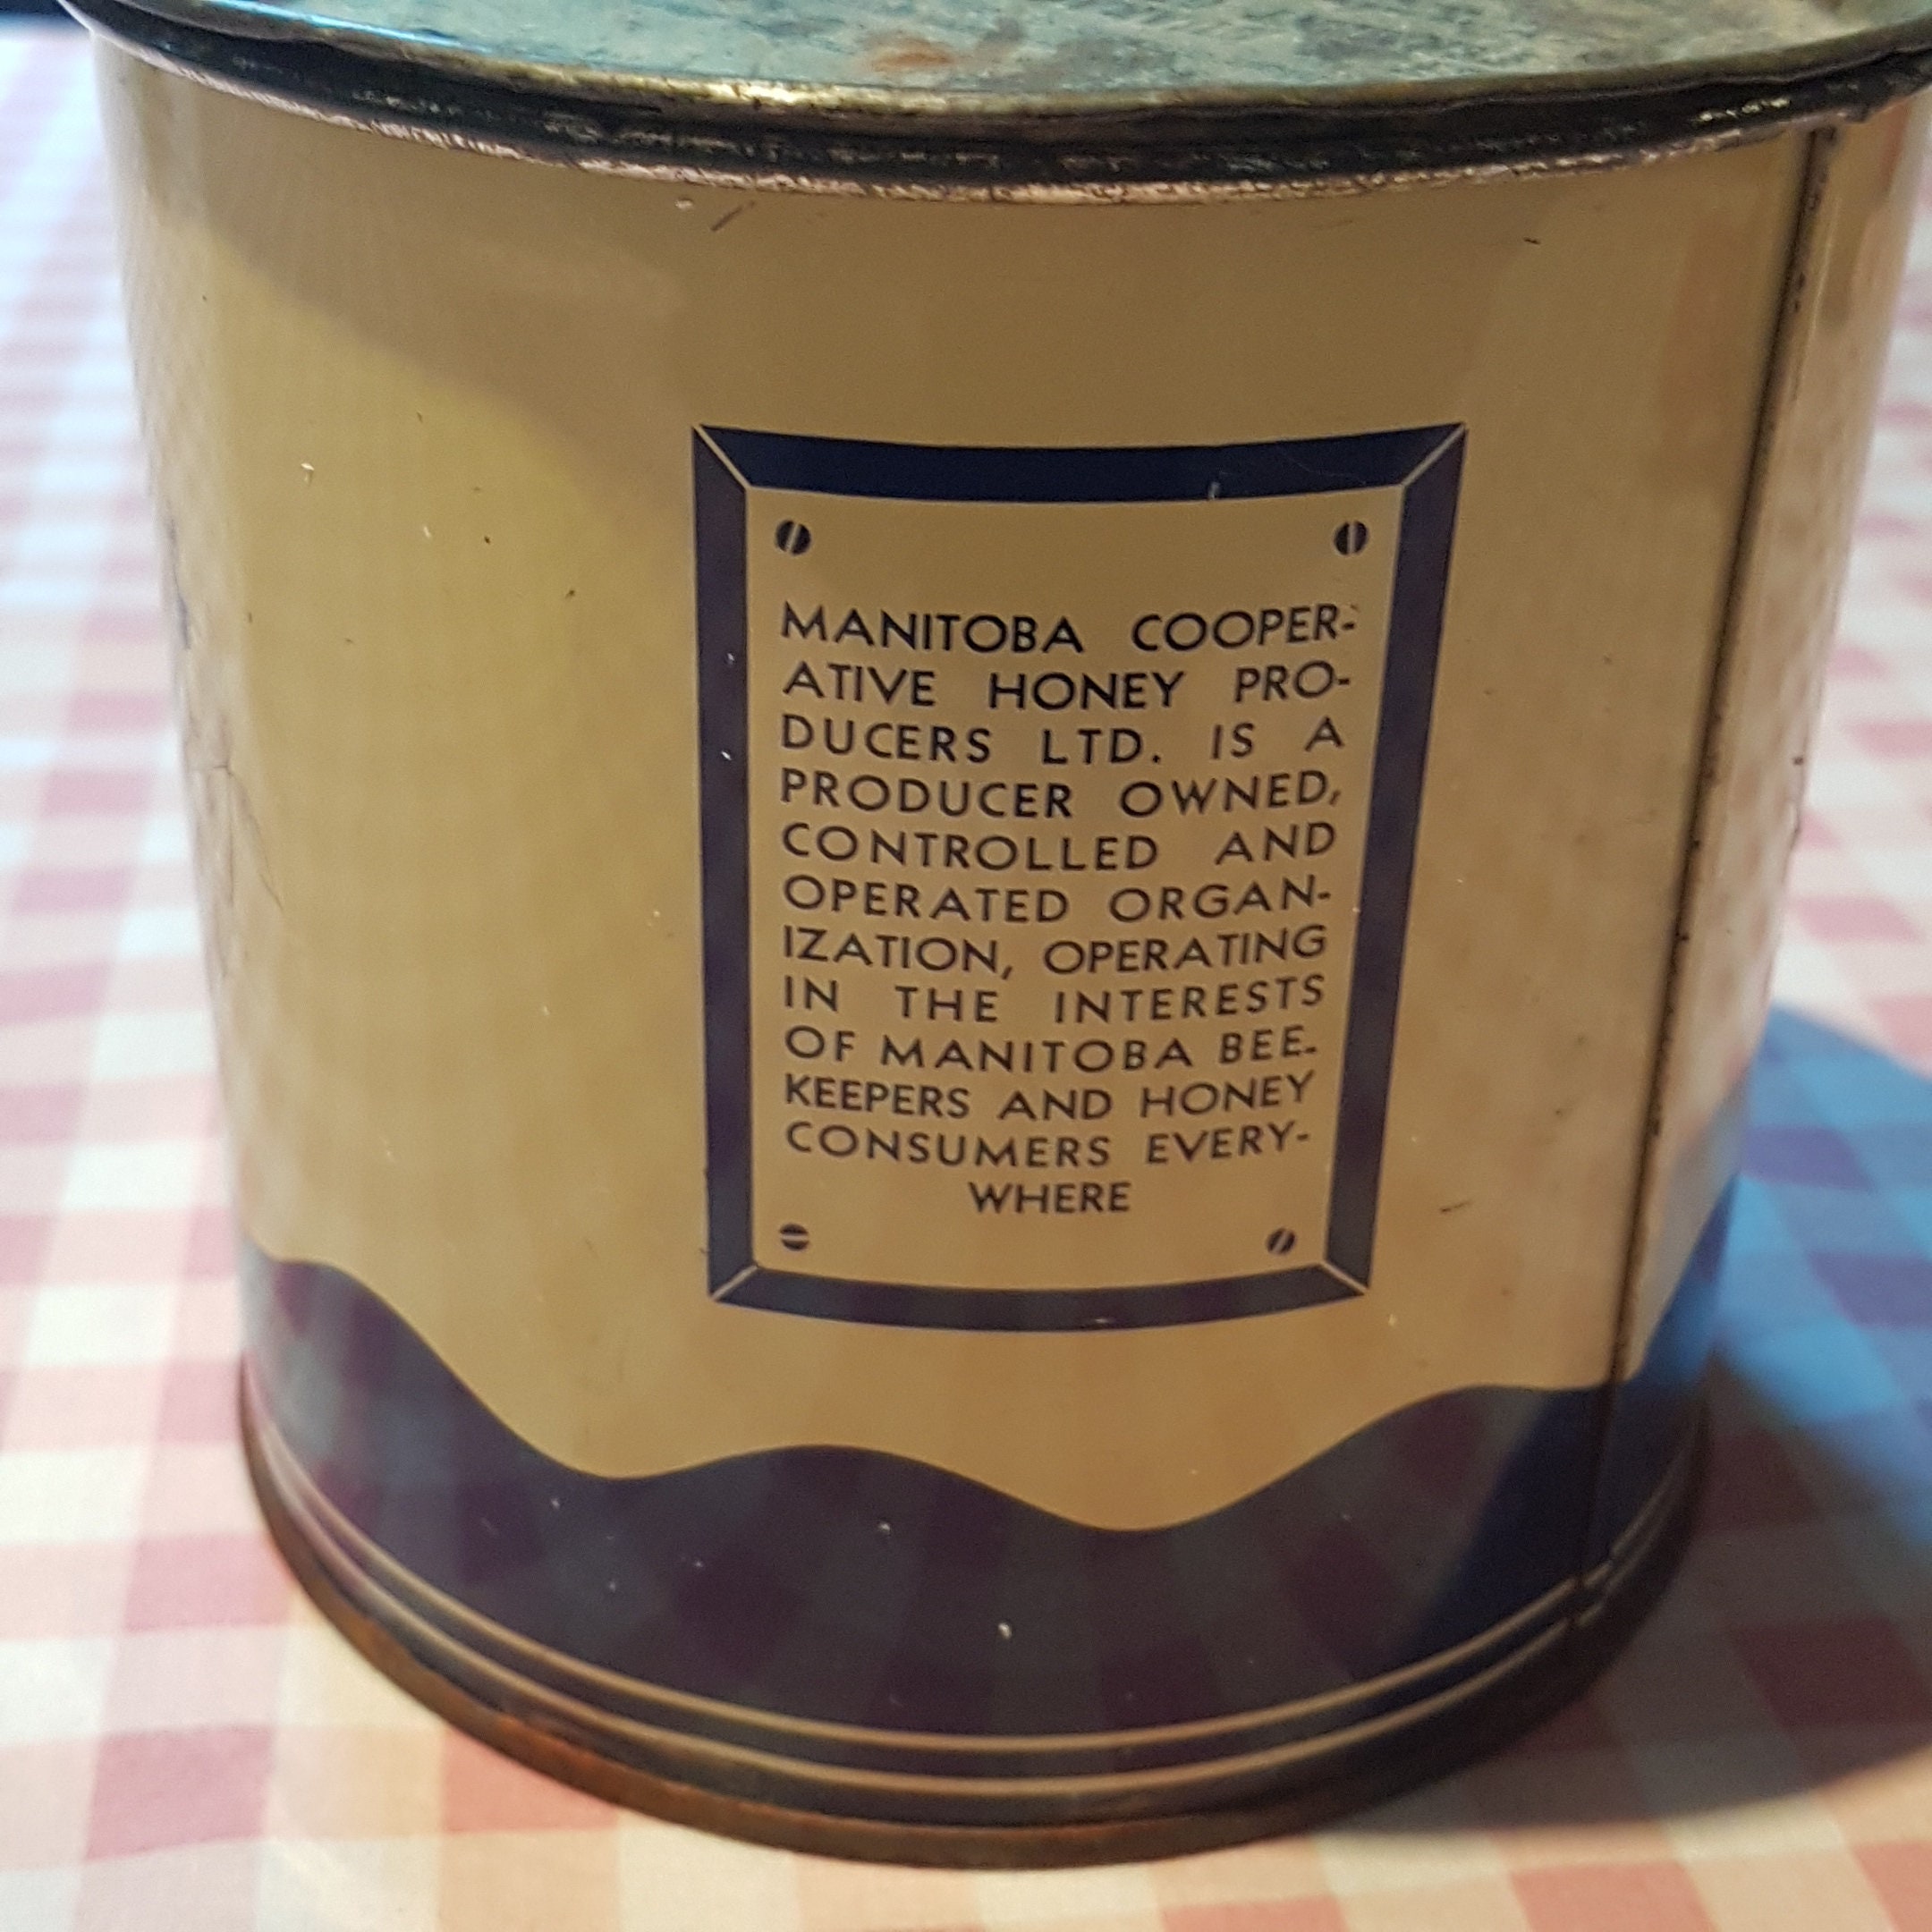 MANITOBA COOPER-
ATIVE HONEY PRO-
DUCERS LTD. IS A
PRODUCER OWNED,
CONTROLLED AND
OPERATED ORGAN-
IZATION, OPERATING
IN THE INTERESTS
OF MANITOBA BEE-
KEEPERS AND HONEY
CONSUMERS EVERY-
WHERE